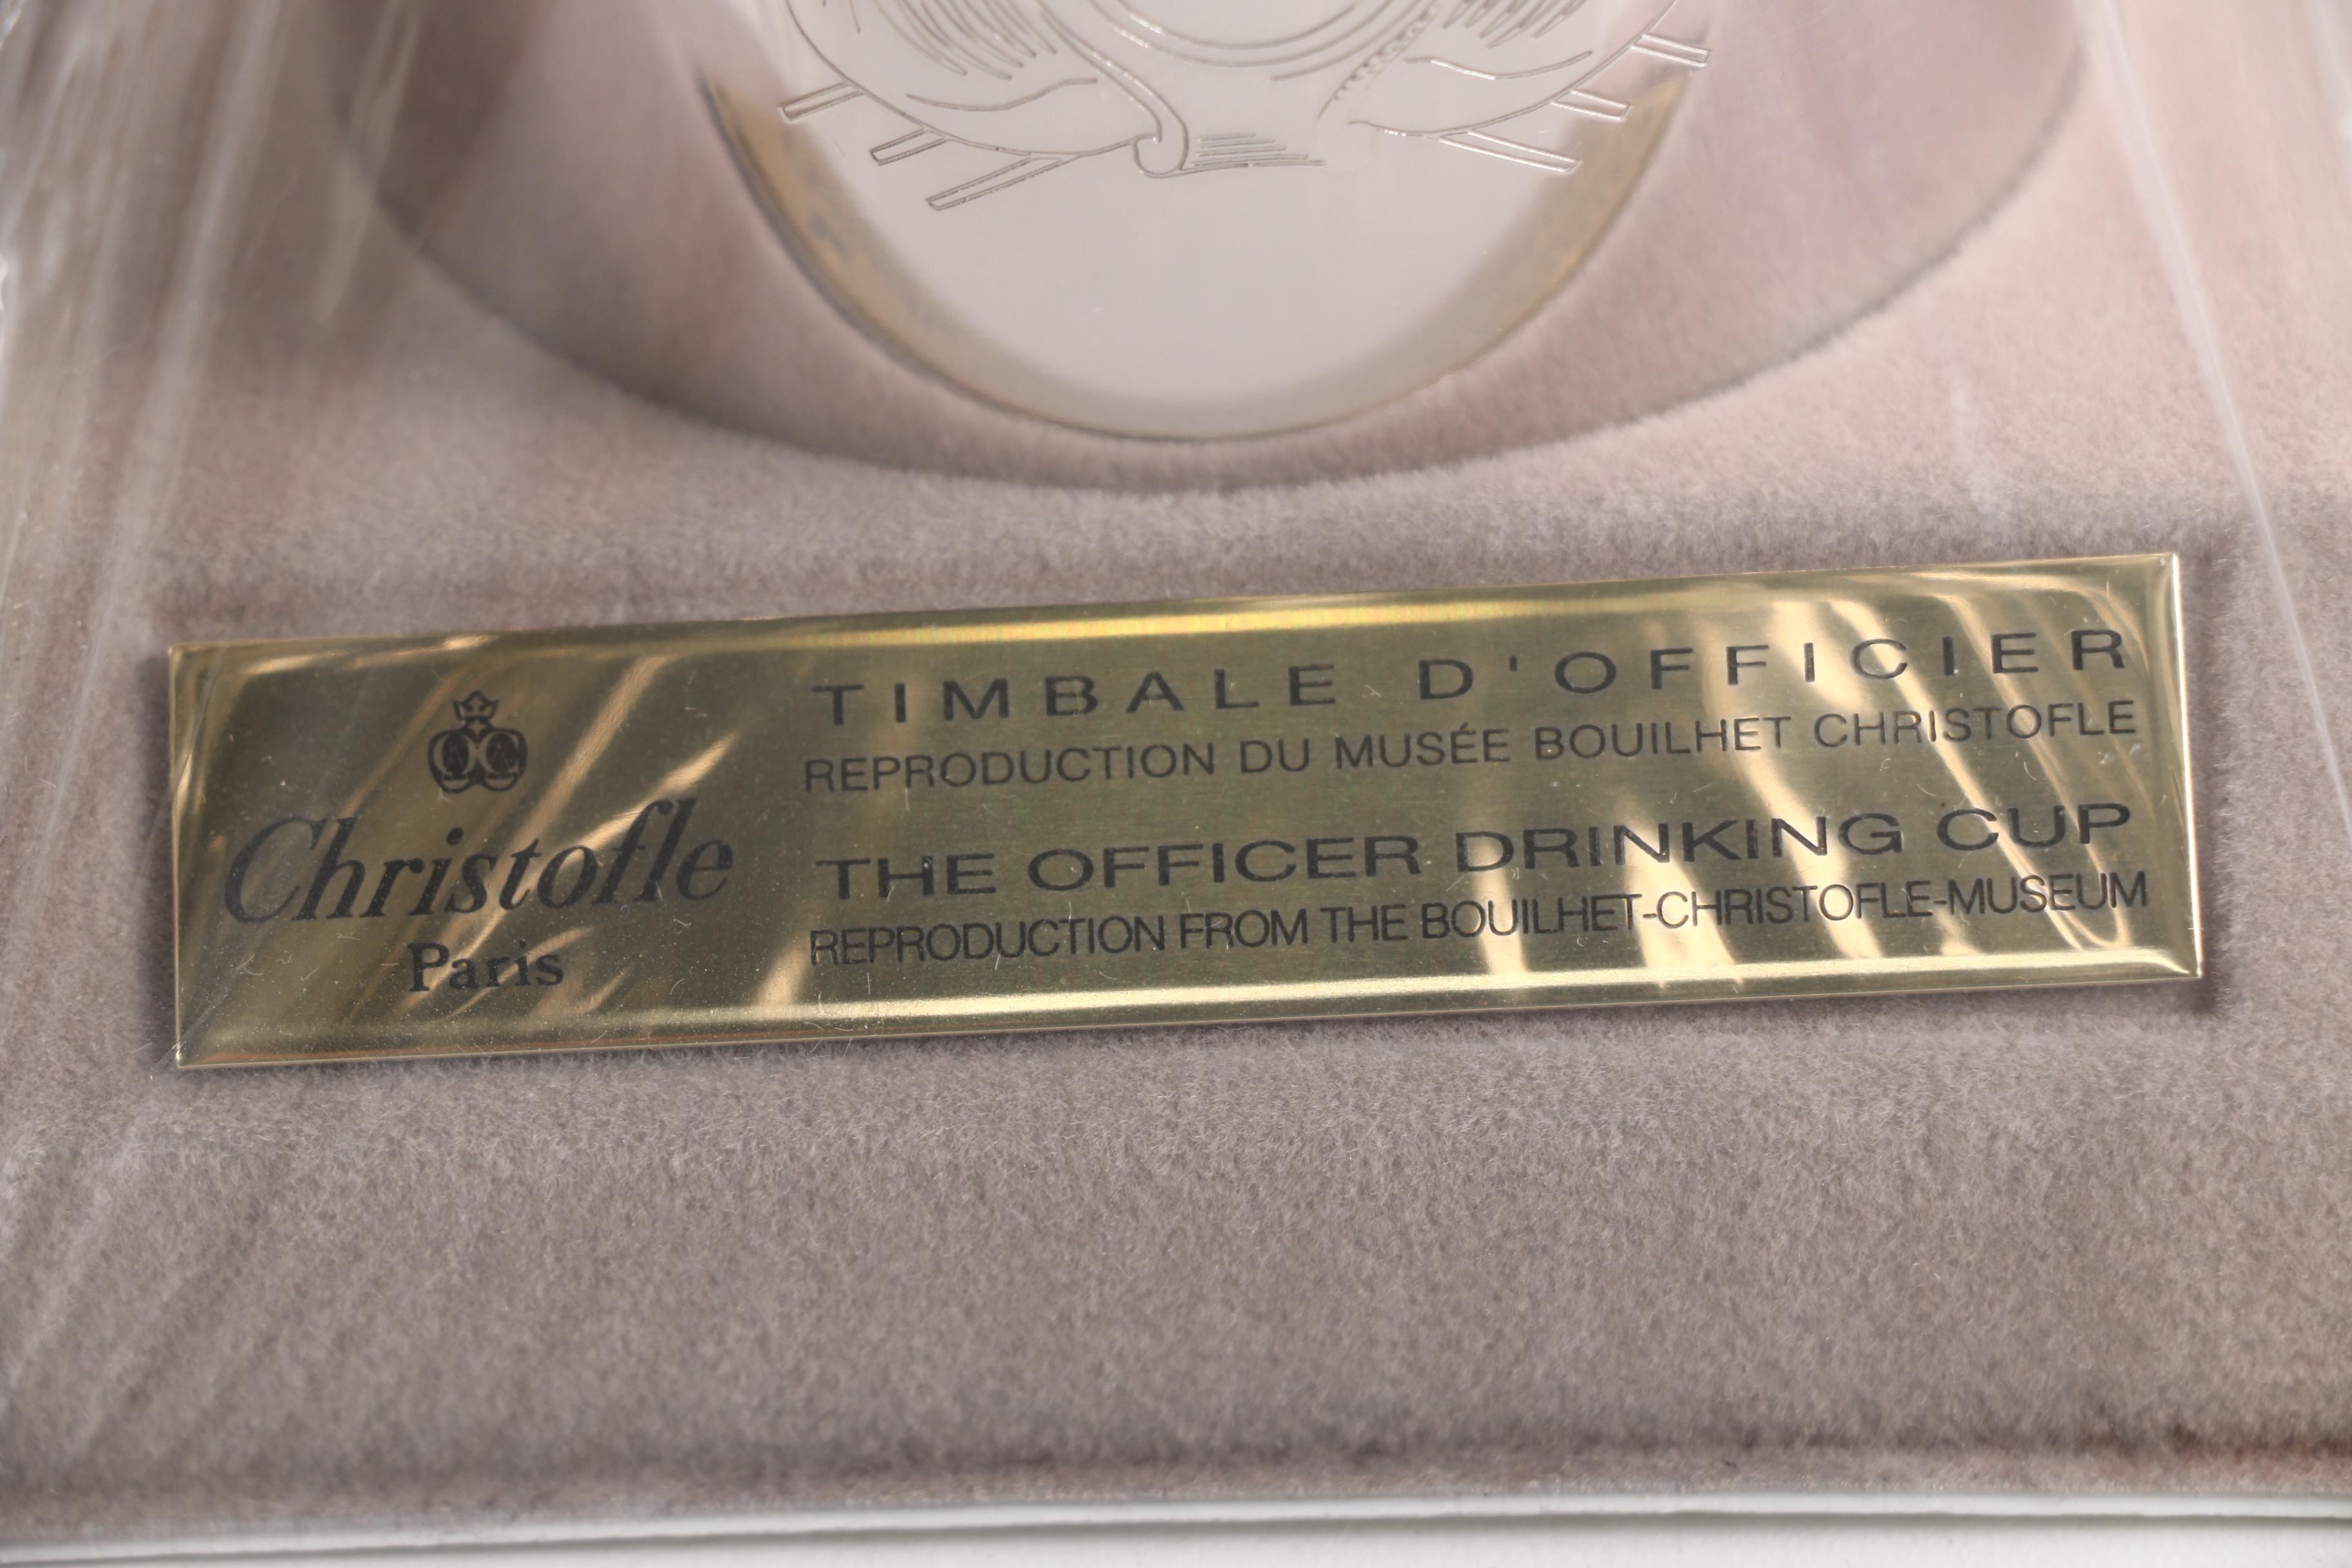 Christofle
Paris
TIMBALE D'OFFICIER
REPRODUCTION DU MUSÉE BOUILHET CHRISTOFLE
THE OFFICER DRINKING CUP
REPRODUCTION FROM THE BOUILHET-CHRISTOFLE-MUSEUM